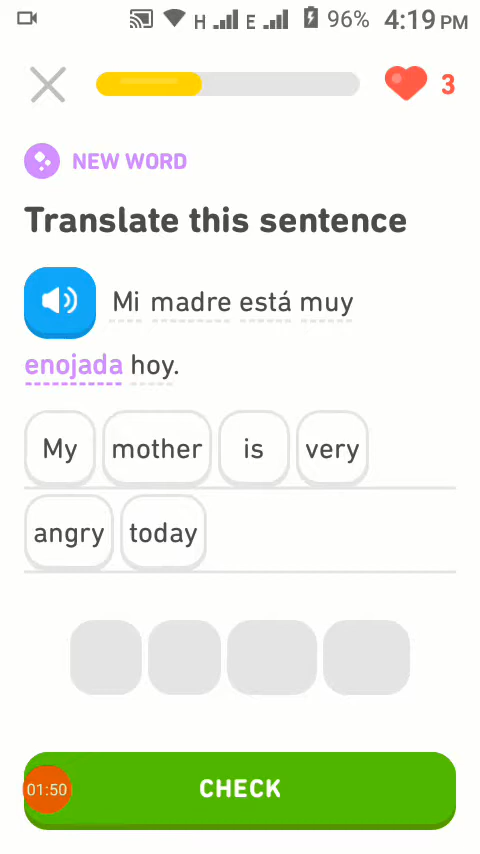 H E 96% 4:19 PM
3
NEW WORD
Translate this sentence
Mi madre está muy
enojada hoy.
My mother is very
angry today
01:50 CHECK